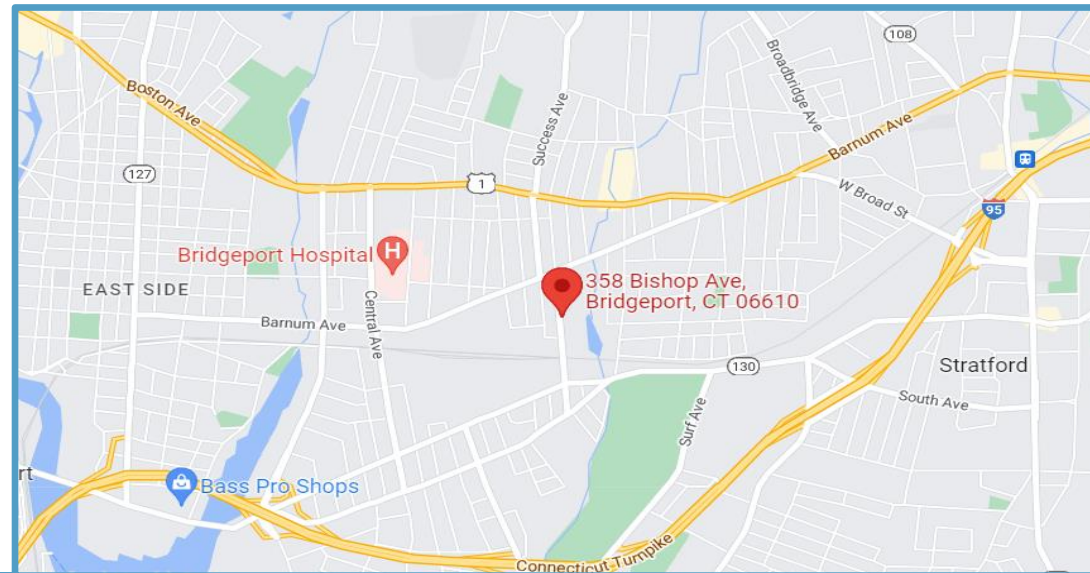 108
Broadbridge Ave
Boston Ave
Success Ave
Barnum Ave
127
1
W Broad St
95
Bridgeport Hospital H
358 Bishop Ave,
Bridgeport, CT 06610
EAST SIDE
Central Ave
Barnum Ave
130
Stratford
South Ave
Surf Ave
rt
Bass Pro Shops
Connecticut Turnpike